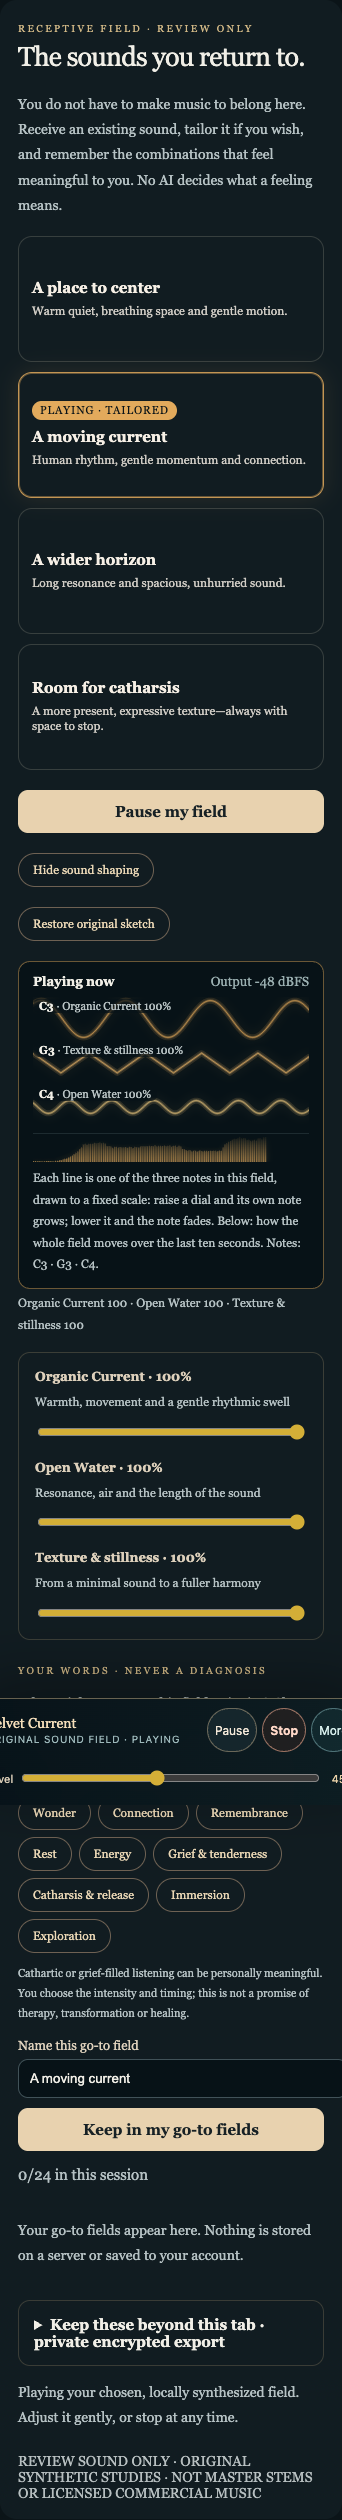 RECEPTIVE FIELD · REVIEW ONLY
The sounds you return to.
You do not have to make music to belong here.
Receive an existing sound, tailor it if you wish,
and remember the combinations that feel
meaningful to you. No AI decides what a feeling
means.
A place to center
Warm quiet, breathing space and gentle motion.
PLAYING · TAILORED
A moving current
Human rhythm, gentle momentum and connection.
A wider horizon
Long resonance and spacious, unhurried sound.
Room for catharsis
A more present, expressive texture—always with
space to stop.
Pause my field
Hide sound shaping
Restore original sketch
Playing now Output -48 dBFS
C3 · Organic Current 100%
G3 · Texture & stillness 100%
C4 · Open Water 100%
Each line is one of the three notes in this field,
drawn to a fixed scale: raise a dial and its own note
grows; lower it and the note fades. Below: how the
whole field moves over the last ten seconds. Notes:
C3 · G3 · C4.
Organic Current 100 · Open Water 100 · Texture &
stillness 100
Organic Current · 100%
Warmth, movement and a gentle rhythmic swell
Open Water · 100%
Resonance, air and the length of the sound
Texture & stillness · 100%
From a minimal sound to a fuller harmony
YOUR WORDS · NEVER A DIAGNOSIS
elvet Current
RIGINAL SOUND FIELD · PLAYING
Pause Stop Mor
vel 45
Wonder Connection Remembrance
Rest Energy Grief & tenderness
Catharsis & release Immersion
Exploration
Cathartic or grief-filled listening can be personally meaningful.
You choose the intensity and timing; this is not a promise of
therapy, transformation or healing.
Name this go-to field
A moving current
Keep in my go-to fields
0/24 in this session
Your go-to fields appear here. Nothing is stored
on a server or saved to your account.
▶ Keep these beyond this tab ·
private encrypted export
Playing your chosen, locally synthesized field.
Adjust it gently, or stop at any time.
REVIEW SOUND ONLY · ORIGINAL
SYNTHETIC STUDIES · NOT MASTER STEMS
OR LICENSED COMMERCIAL MUSIC